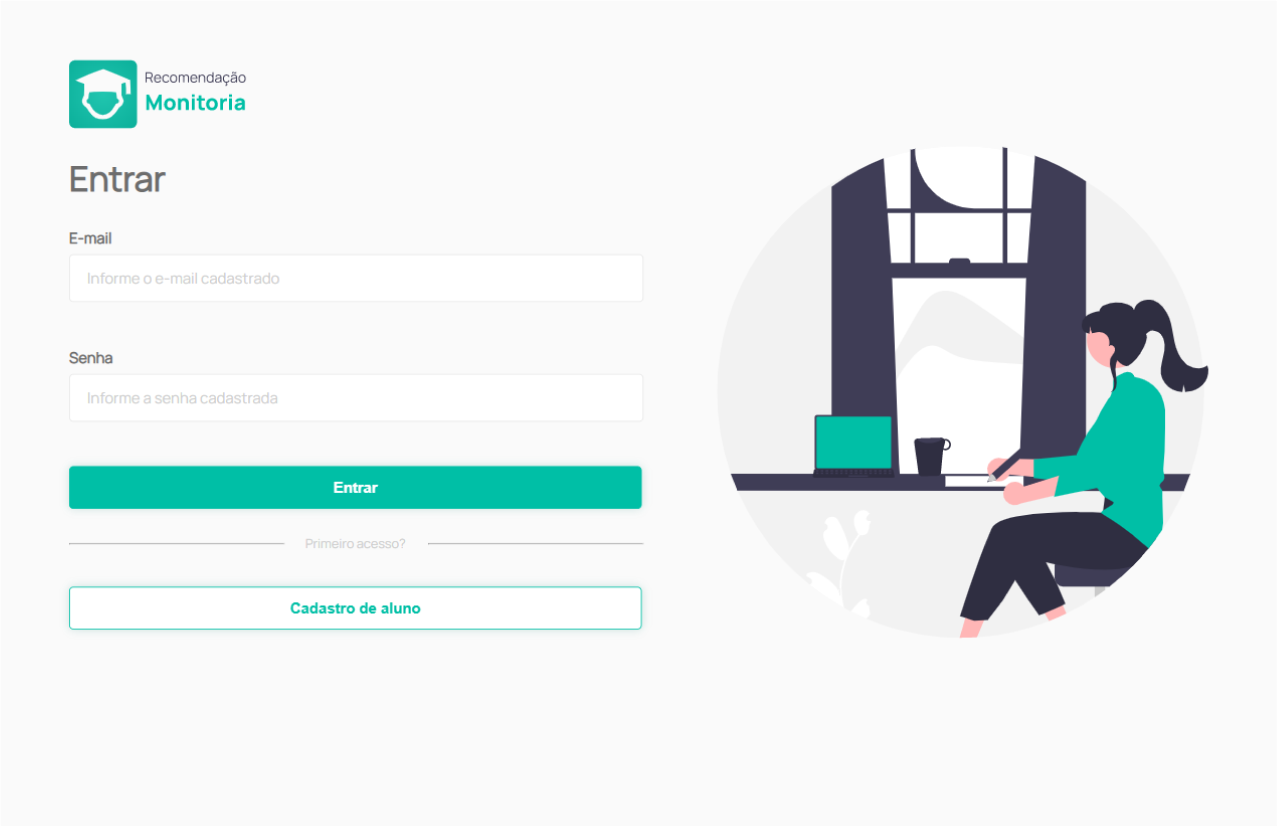 Recomendação
Monitoria
Entrar
E-mail
Informe o e-mail cadastrado
Senha
Informe a senha cadastrada
Entrar
Primeiro acesso?
Cadastro de aluno